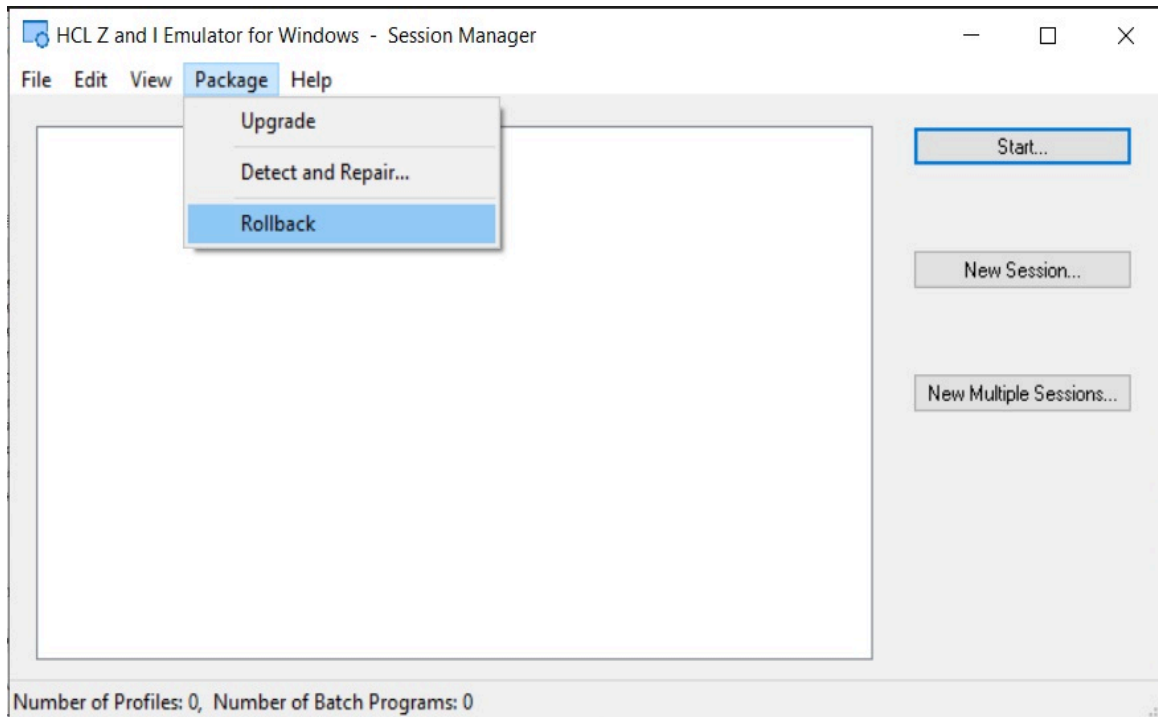 HCL Z and I Emulator for Windows - Session Manager
File Edit View Package Help
Upgrade
Detect and Repair...
Rollback
Start...
New Session...
New Multiple Sessions...
Number of Profiles: 0, Number of Batch Programs: 0